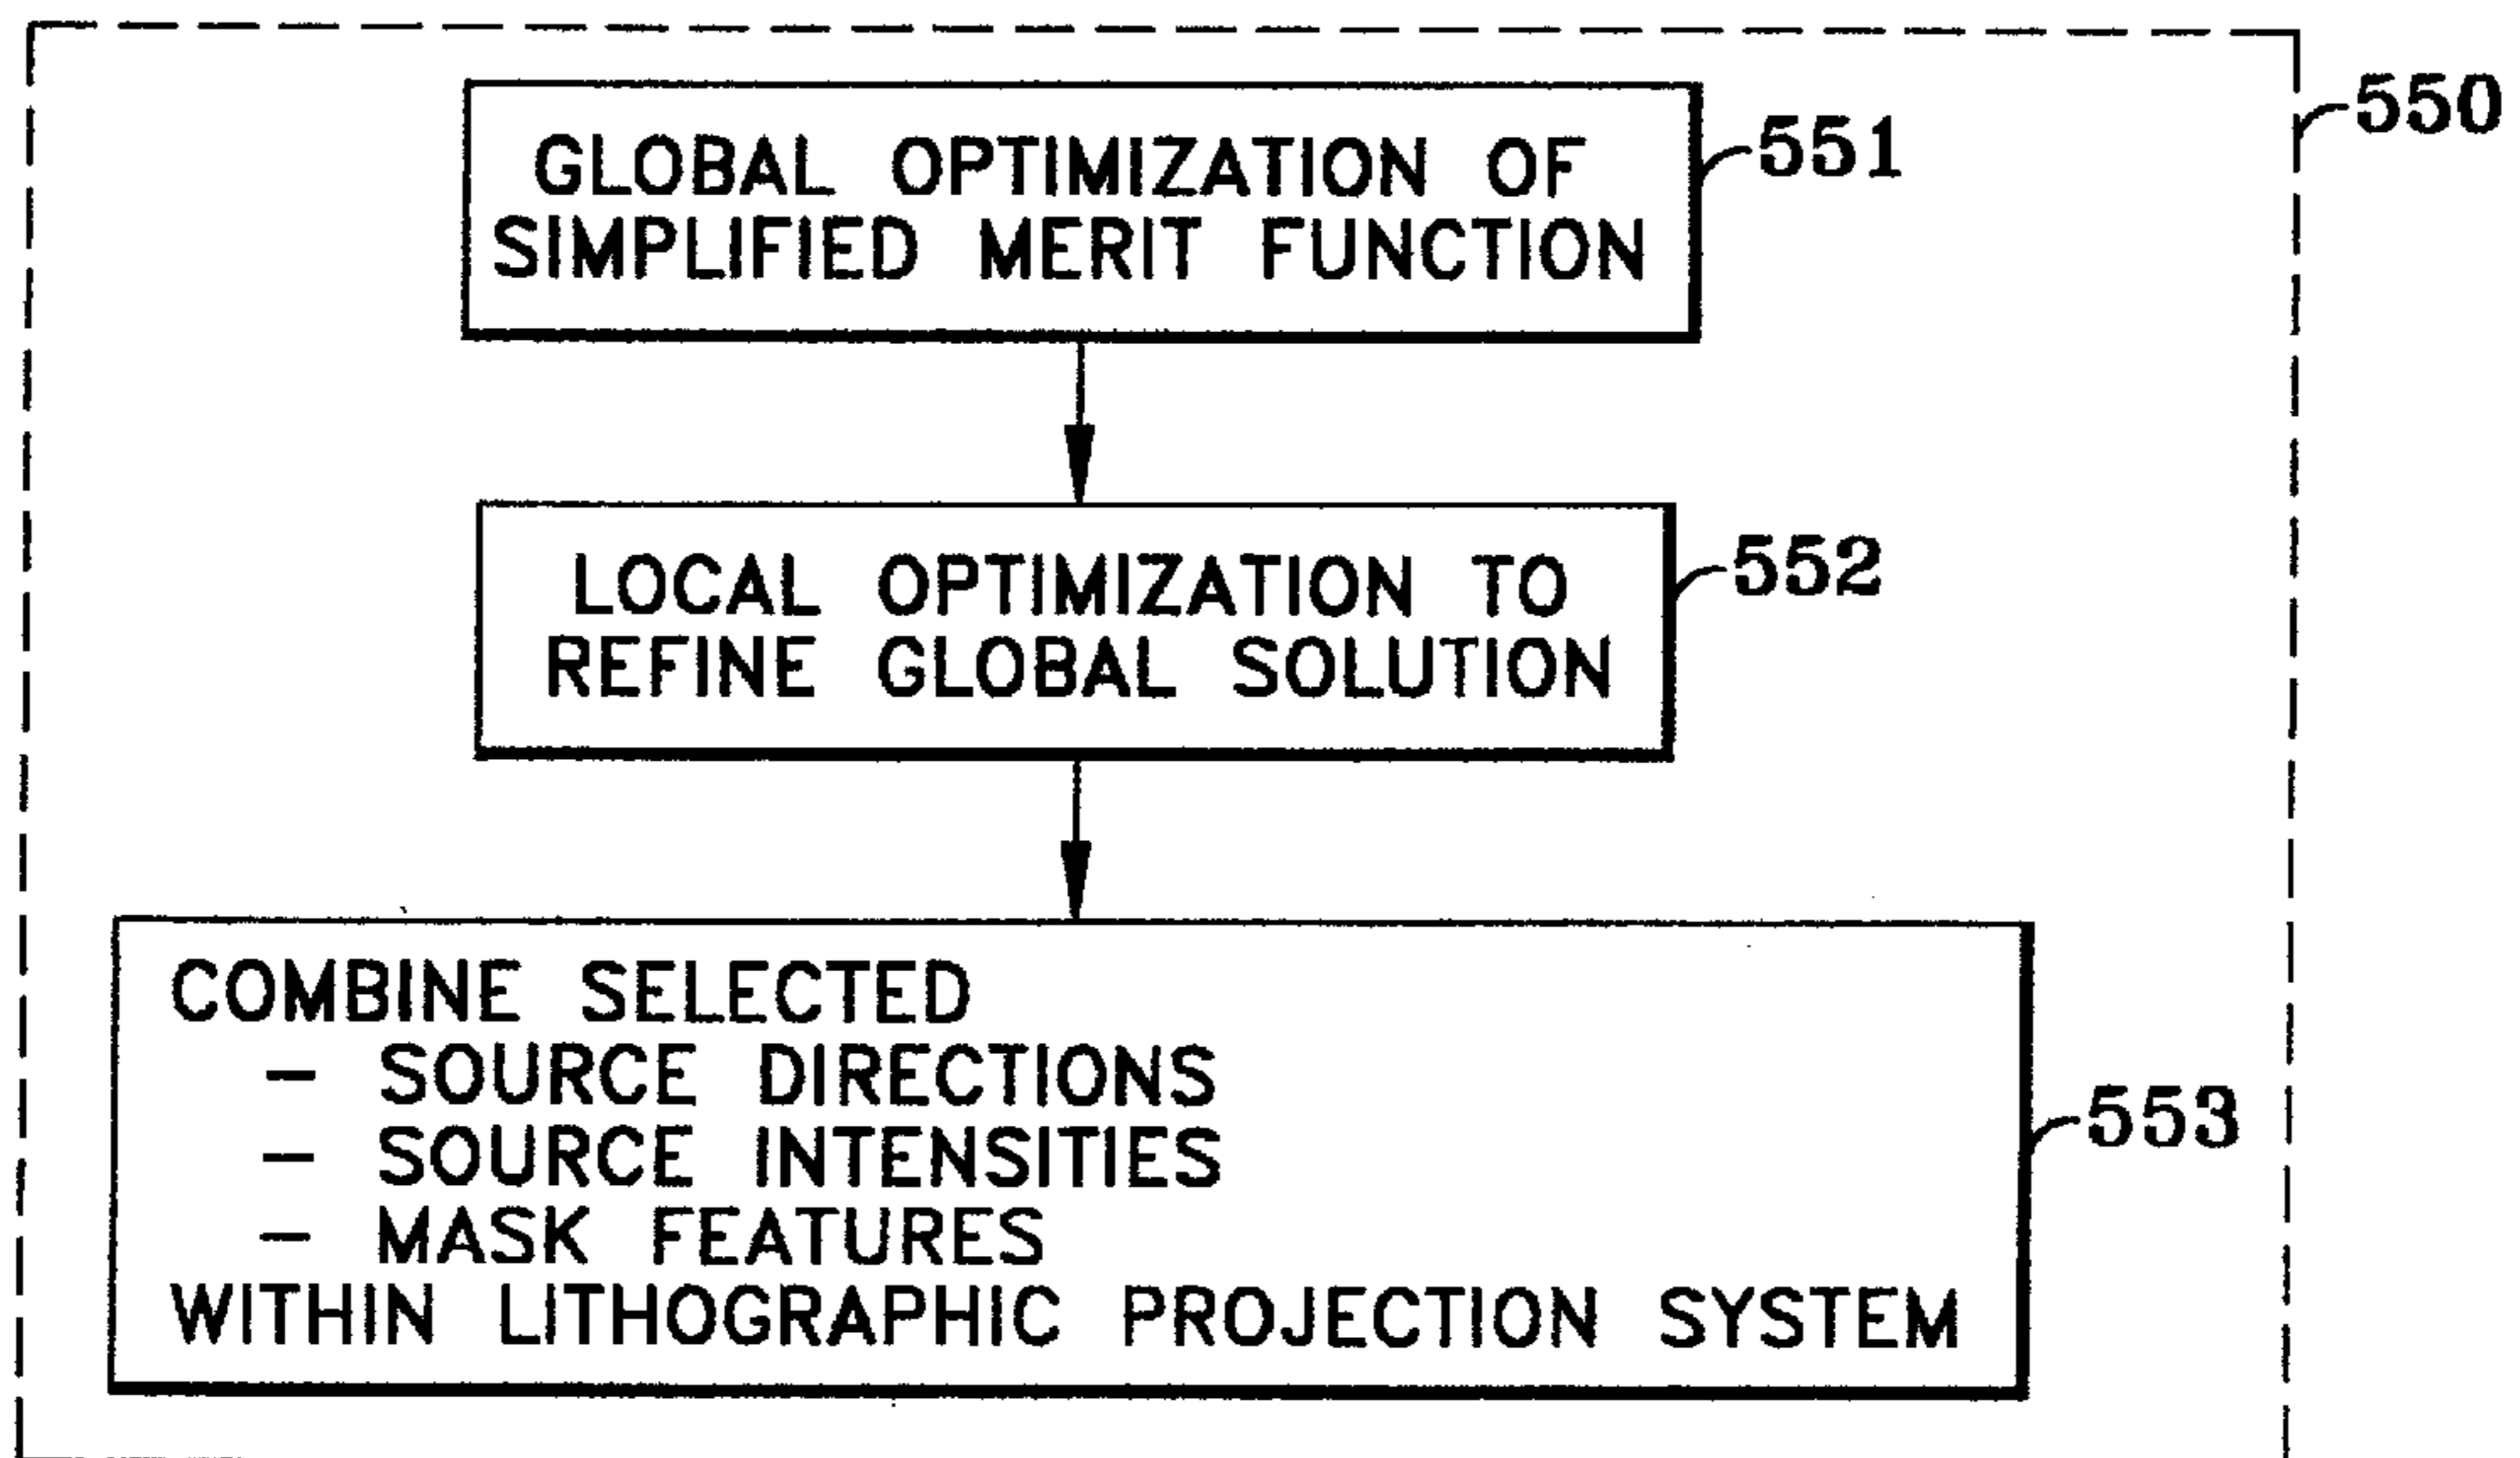 550
GLOBAL OPTIMIZATION OF
SIMPLIFIED MERIT FUNCTION
551
LOCAL OPTIMIZATION TO
REFINE GLOBAL SOLUTION
552
COMBINE SELECTED
– SOURCE DIRECTIONS
– SOURCE INTENSITIES
– MASK FEATURES
WITHIN LITHOGRAPHIC PROJECTION SYSTEM
553